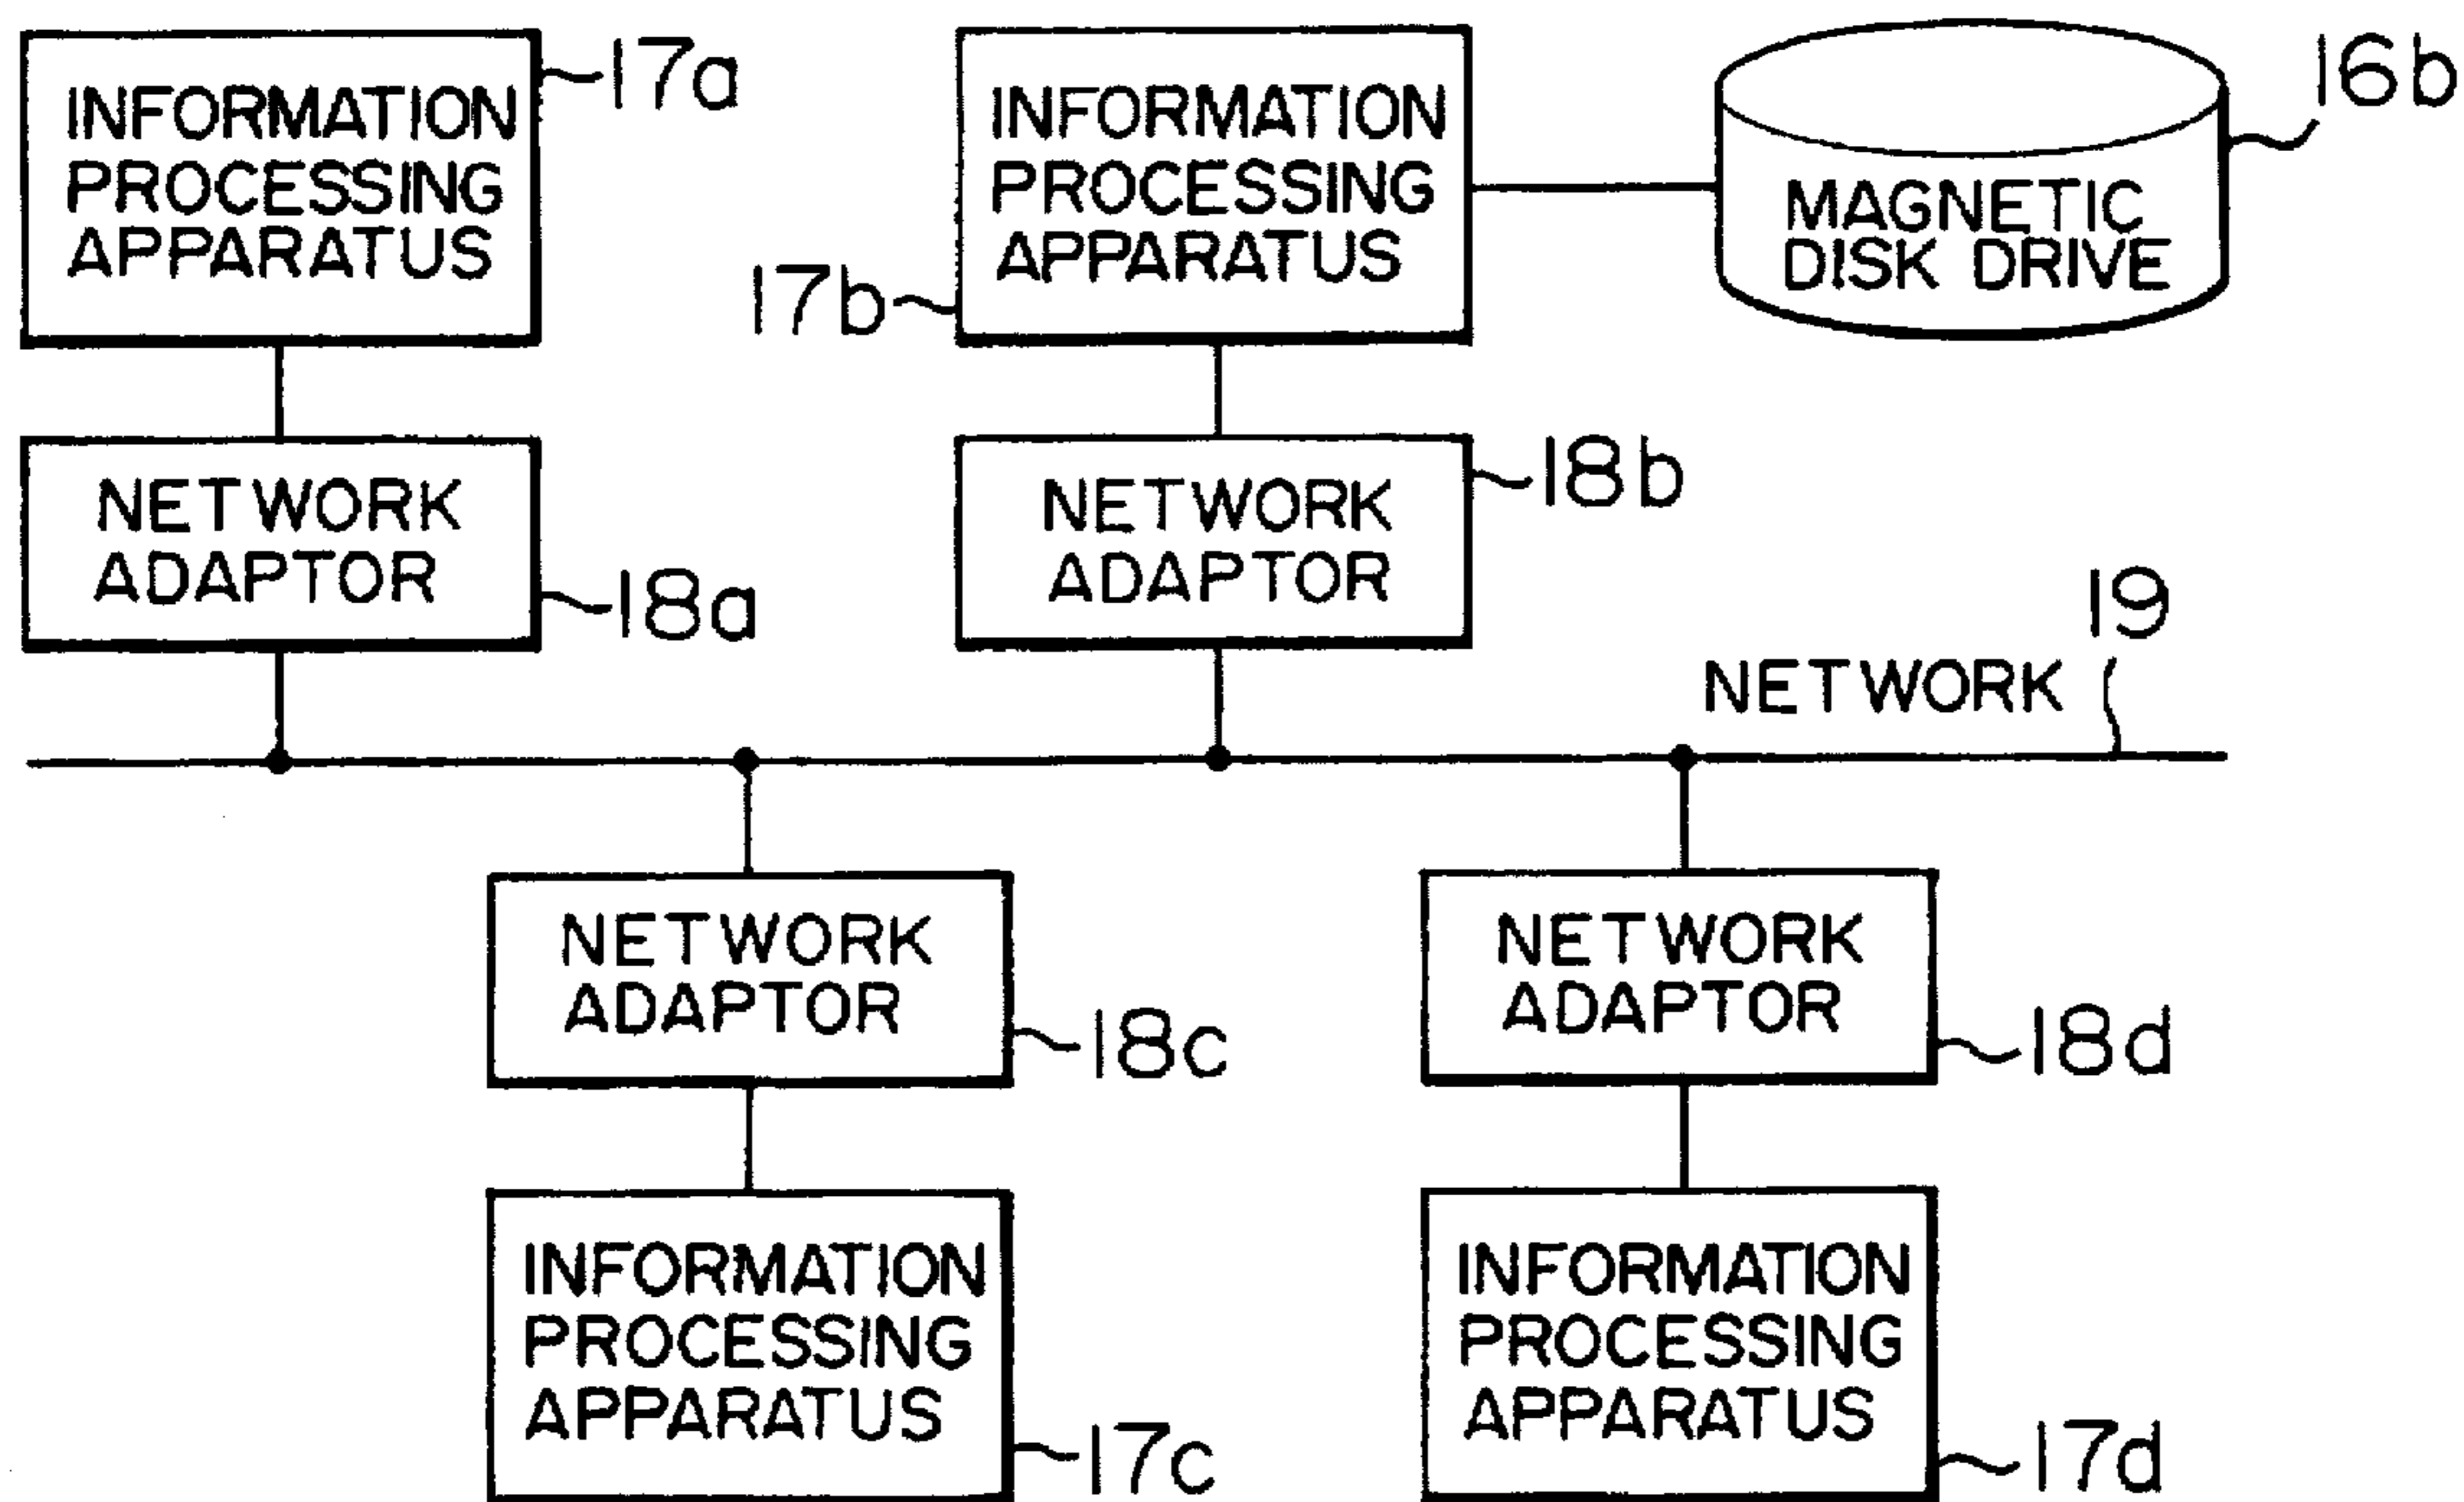 INFORMATION
PROCESSING
APPARATUS
17a
INFORMATION
PROCESSING
APPARATUS
17b
MAGNETIC
DISK DRIVE
16b
NETWORK
ADAPTOR
18a
NETWORK
ADAPTOR
18b
NETWORK
19
NETWORK
ADAPTOR
18c
NETWORK
ADAPTOR
18d
INFORMATION
PROCESSING
APPARATUS
17c
INFORMATION
PROCESSING
APPARATUS
17d